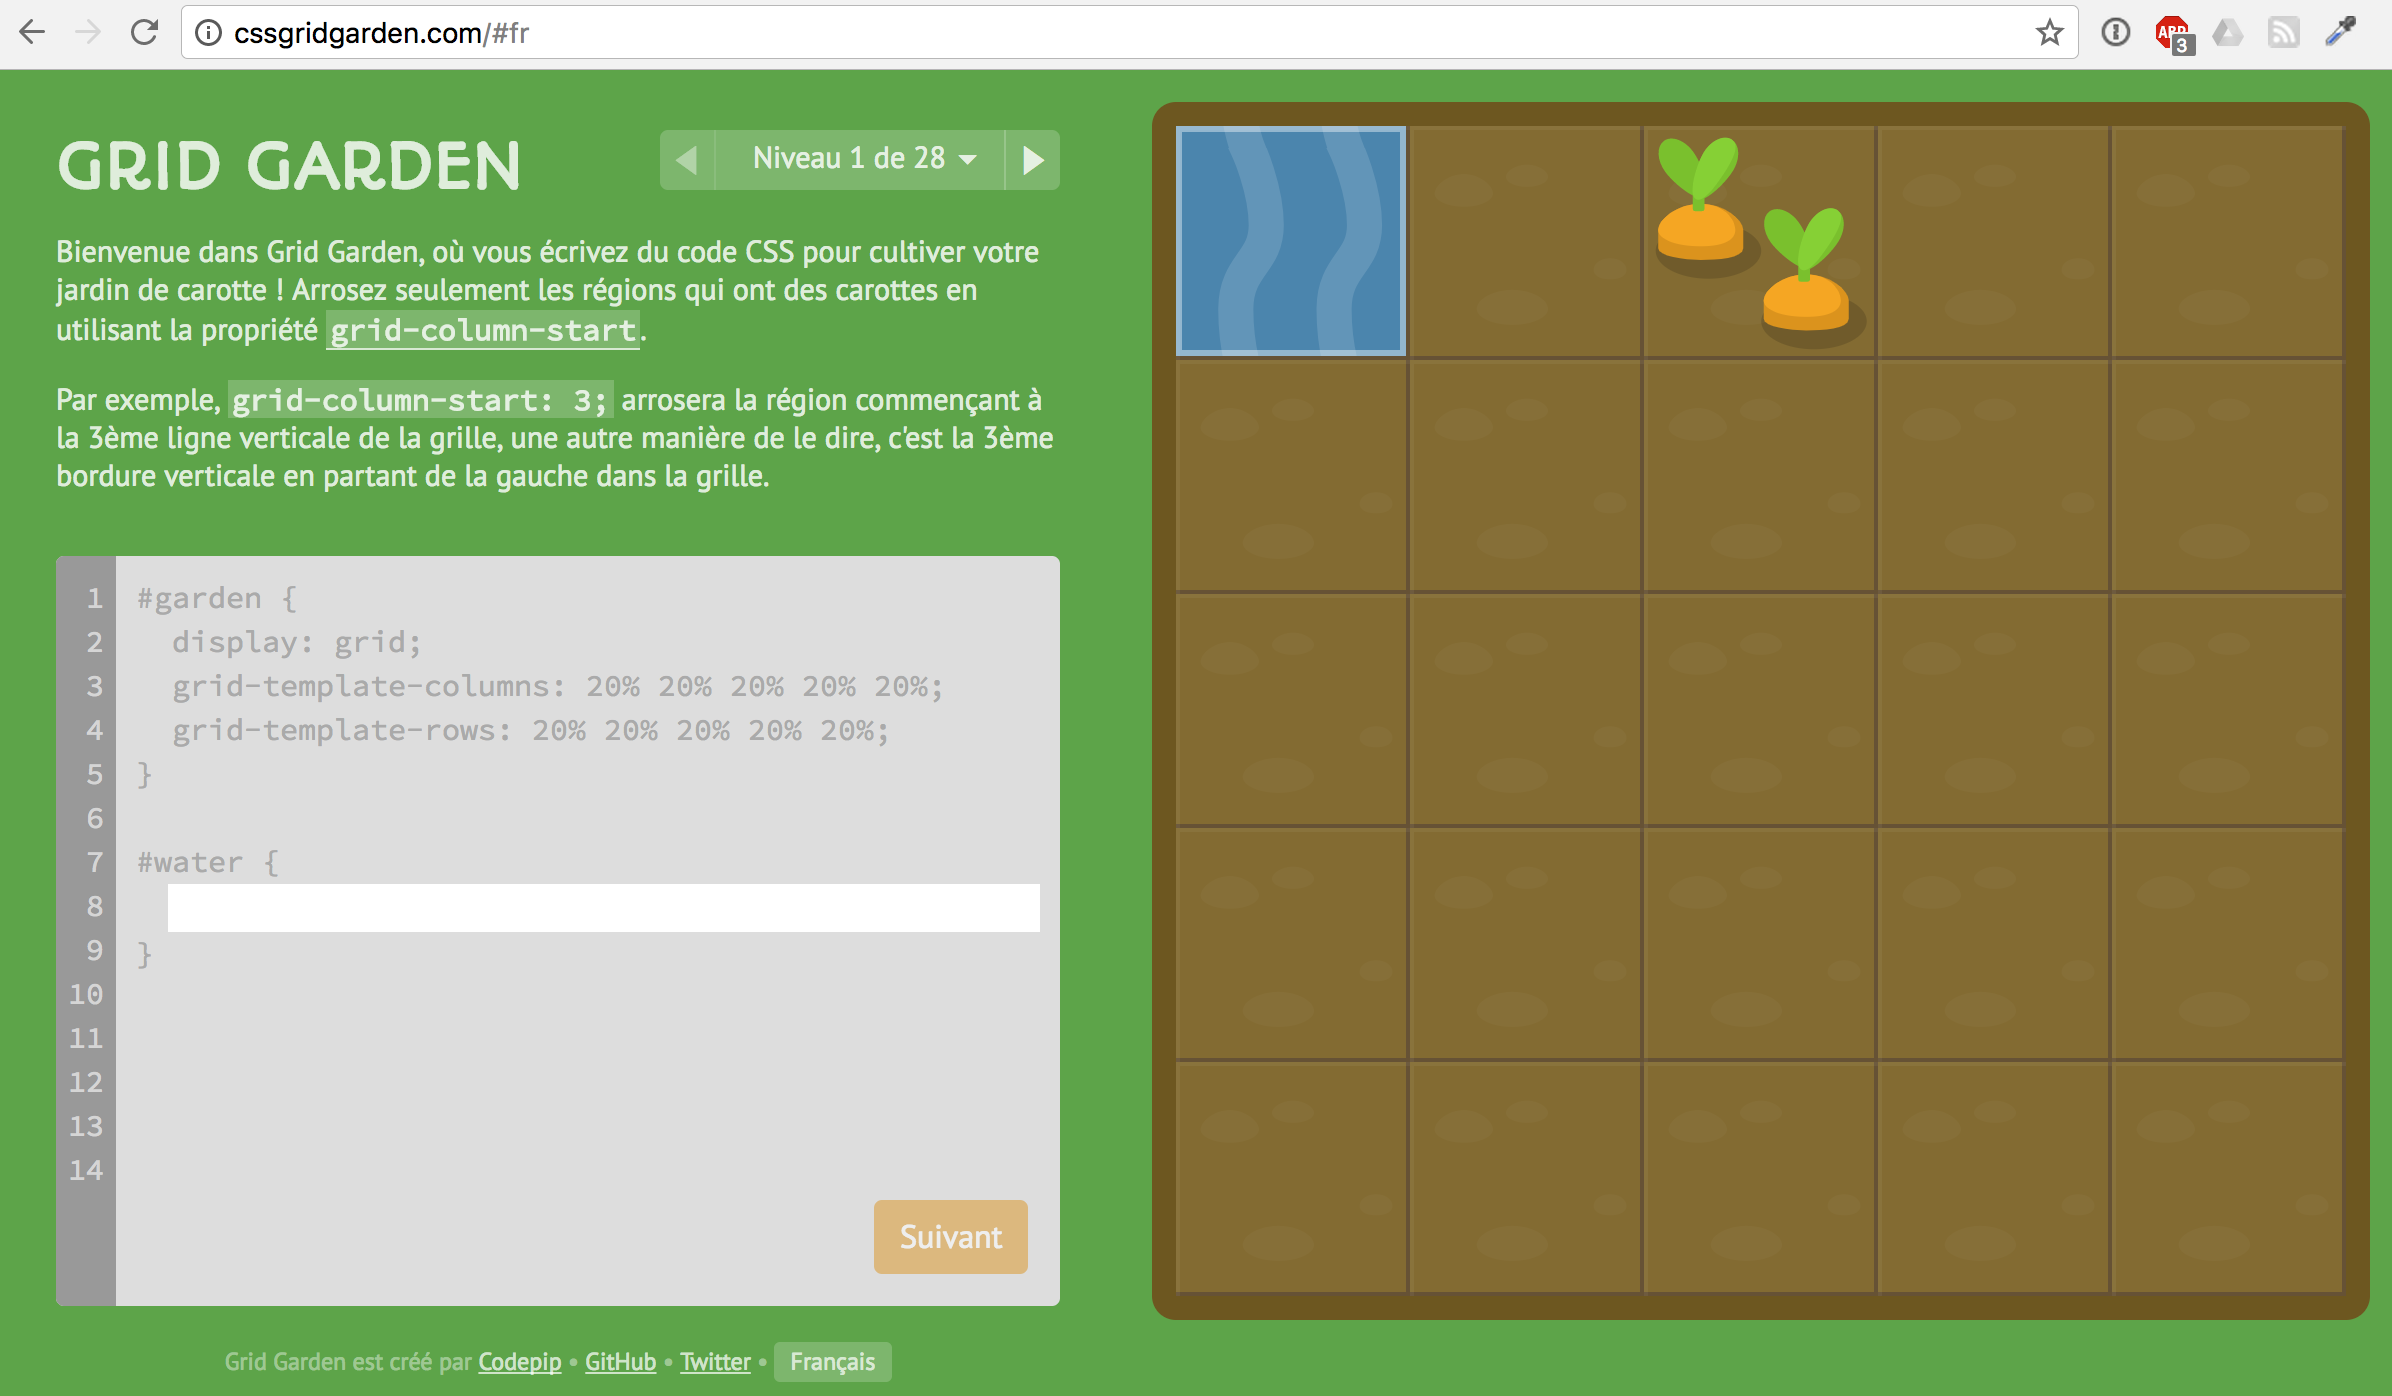 cssgridgarden.com/#fr
ABP
3
GRID GARDEN
Niveau 1 de 28
Bienvenue dans Grid Garden, où vous écrivez du code CSS pour cultiver votre
jardin de carotte ! Arrosez seulement les régions qui ont des carottes en
utilisant la propriété grid-column-start.
Par exemple, grid-column-start: 3; arrosera la région commençant à
la 3ème ligne verticale de la grille, une autre manière de le dire, c'est la 3ème
bordure verticale en partant de la gauche dans la grille.
1 #garden {
2 display: grid;
3 grid-template-columns: 20% 20% 20% 20% 20%;
4 grid-template-rows: 20% 20% 20% 20% 20%;
5 }
6
7 #water {
8
9 }
10
11
12
13
14
Suivant
Grid Garden est créé par Codepip • GitHub • Twitter • Français